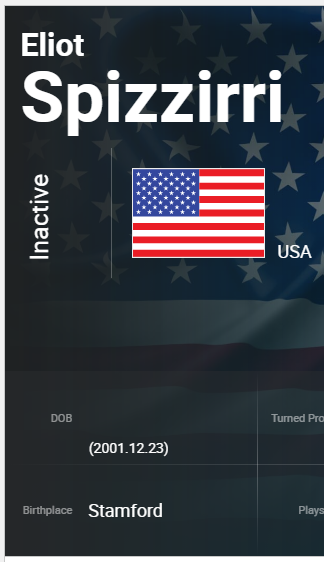 Eliot
Spizzirri
Inactive
USA
DOB
(2001.12.23)
Turned Pro
Birthplace
Stamford
Plays